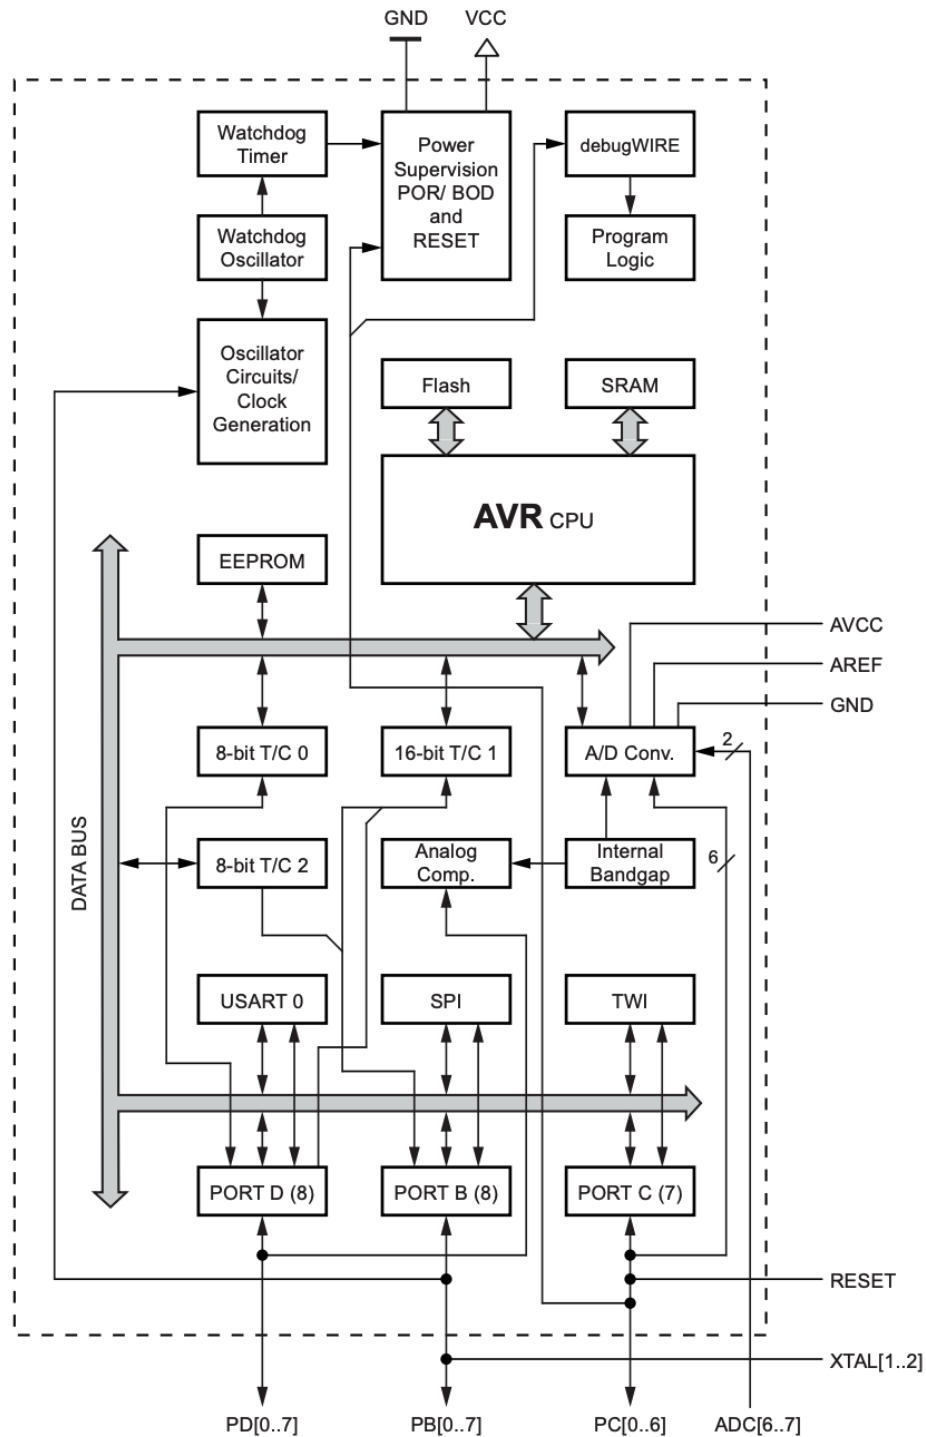 GND
VCC
Watchdog
Timer
Power
Supervision
POR/ BOD
and
RESET
debugWIRE
Watchdog
Oscillator
Program
Logic
Oscillator
Circuits/
Clock
Generation
Flash
SRAM
AVR CPU
EEPROM
AVCC
AREF
GND
8-bit T/C 0
16-bit T/C 1
A/D Conv.
2
DATA BUS
8-bit T/C 2
Analog
Comp.
Internal
Bandgap
6
USART 0
SPI
TWI
PORT D (8)
PORT B (8)
PORT C (7)
RESET
XTAL[1..2]
PD[0..7]
PB[0..7]
PC[0..6]
ADC[6..7]